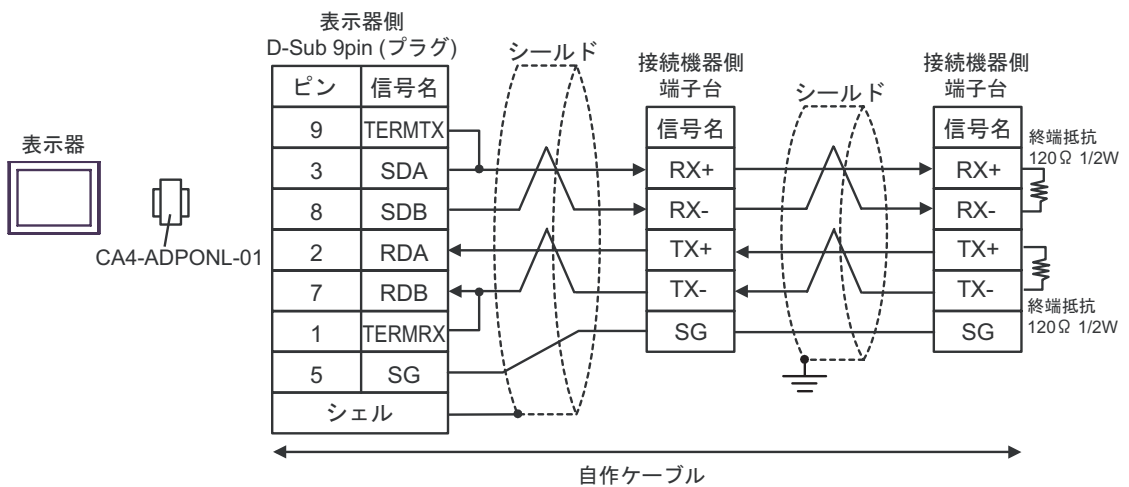 表示器側
D-Sub 9pin (プラグ)
シールド
接続機器側
端子台
シールド
接続機器側
端子台
ピン 信号名
9 TERMTX
3 SDA
8 SDB
2 RDA
7 RDB
1 TERMRX
5 SG
シェル
信号名
RX+
RX-
TX+
TX-
SG
信号名
RX+
RX-
TX+
TX-
SG
終端抵抗
120Ω 1/2W
終端抵抗
120Ω 1/2W
表示器
CA4-ADPONL-01
自作ケーブル